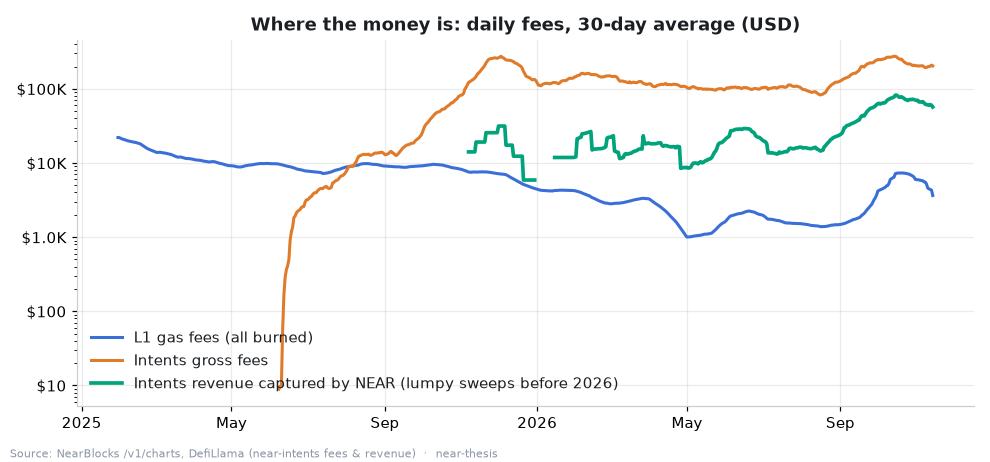 Where the money is: daily fees, 30-day average (USD)
$100K
$10K
$1.0K
$100
$10
L1 gas fees (all burned)
Intents gross fees
Intents revenue captured by NEAR (lumpy sweeps before 2026)
2025 May Sep 2026 May Sep
Source: NearBlocks /v1/charts, DefiLlama (near-intents fees & revenue) · near-thesis